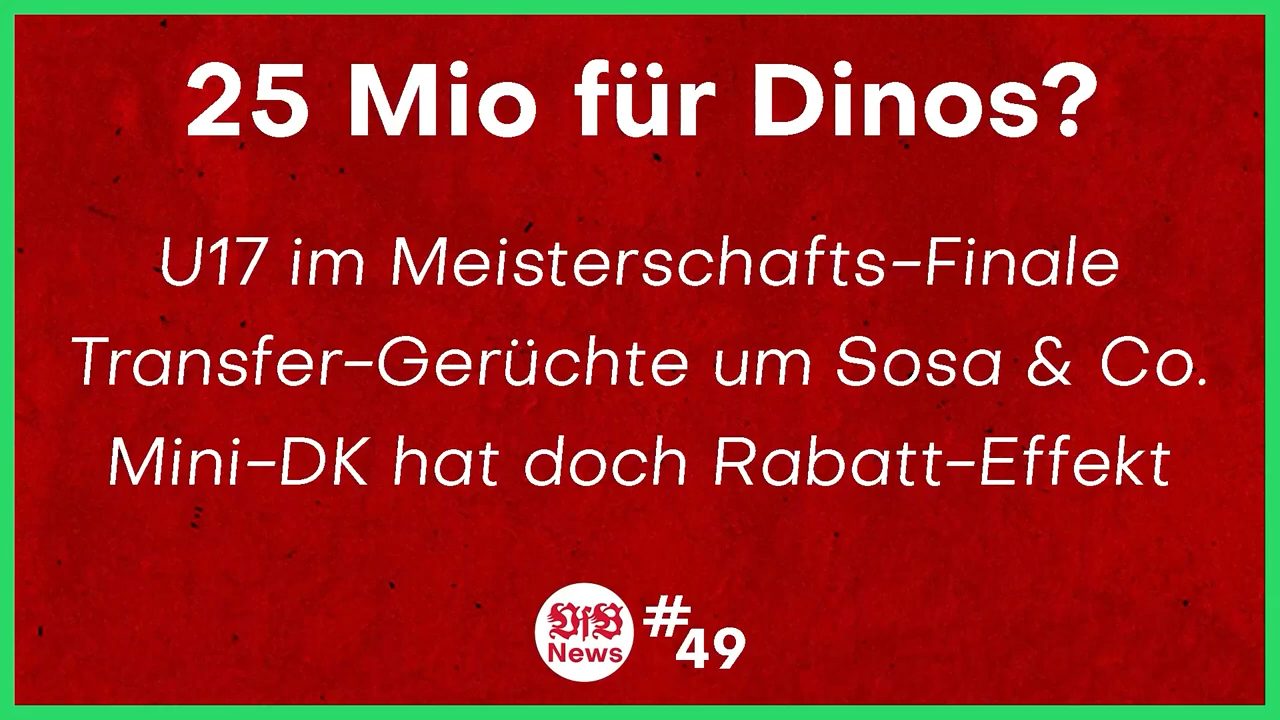 25 Mio für Dinos?
U17 im Meisterschafts-Finale
Transfer-Gerüchte um Sosa & Co.
Mini-DK hat doch Rabatt-Effekt
VfB
News
#49